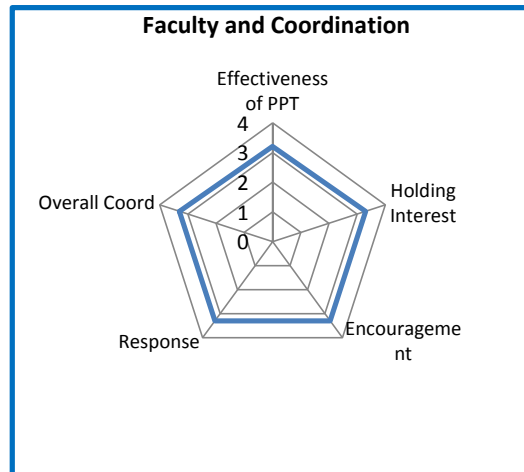 Faculty and Coordination
Effectiveness
of PPT
4
3
2
1
0
Holding
Interest
Encourageme
nt
Response
Overall Coord